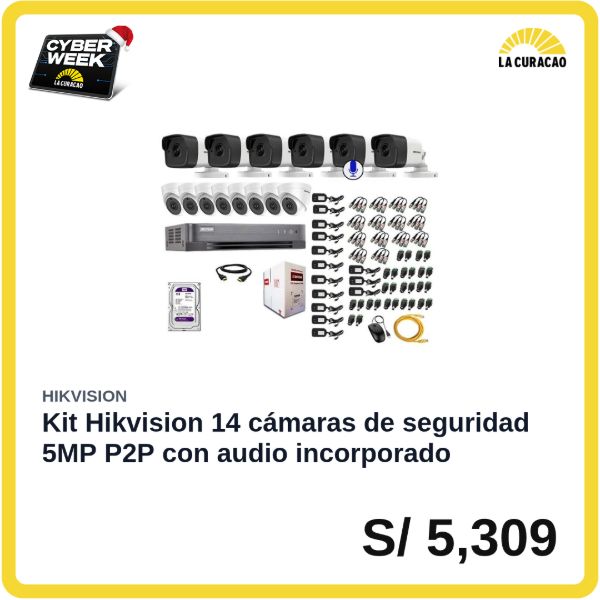 CYBER
WEEK
LA CURACAO
LA CURACAO
HIKVISION
Kit Hikvision 14 cámaras de seguridad
5MP P2P con audio incorporado
S/ 5,309